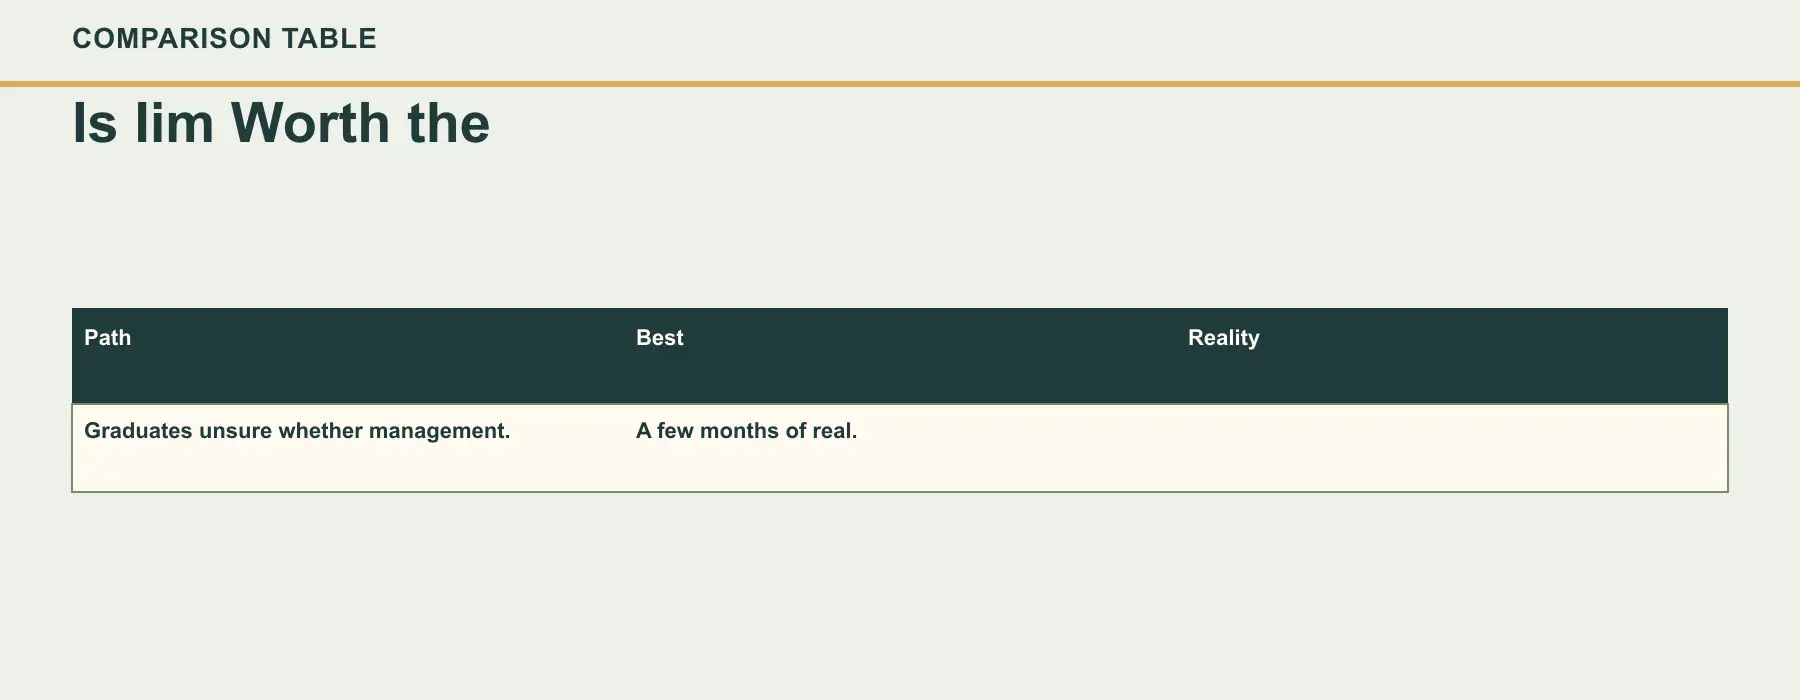 COMPARISON TABLE
Is Iim Worth the
Path Best Reality
Graduates unsure whether management. A few months of real.